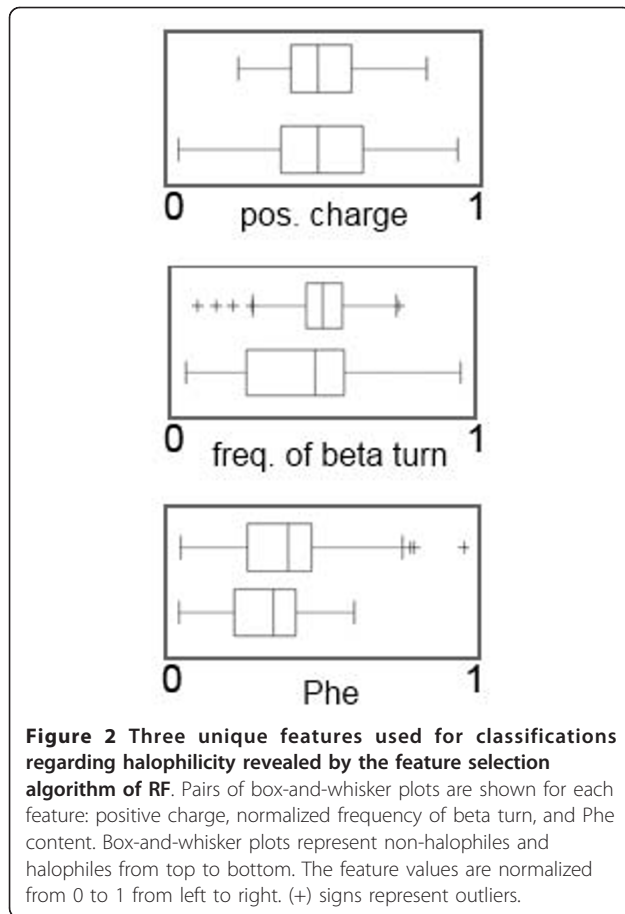 0 1
pos. charge
0 1
freq. of beta turn
0 1
Phe
Figure 2 Three unique features used for classifications
regarding halophilicity revealed by the feature selection
algorithm of RF. Pairs of box-and-whisker plots are shown for each
feature: positive charge, normalized frequency of beta turn, and Phe
content. Box-and-whisker plots represent non-halophiles and
halophiles from top to bottom. The feature values are normalized
from 0 to 1 from left to right. (+) signs represent outliers.